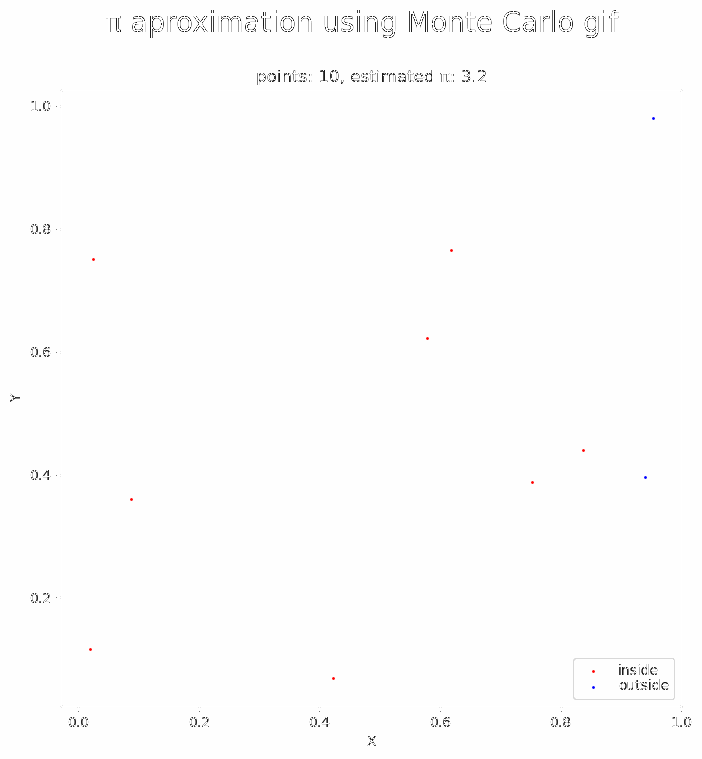 π aproximation using Monte Carlo gif
points: 10, estimated π: 3.2
1.0
0.8
0.6
Y
0.4
0.2
inside
outside
0.0 0.2 0.4 0.6 0.8 1.0
X